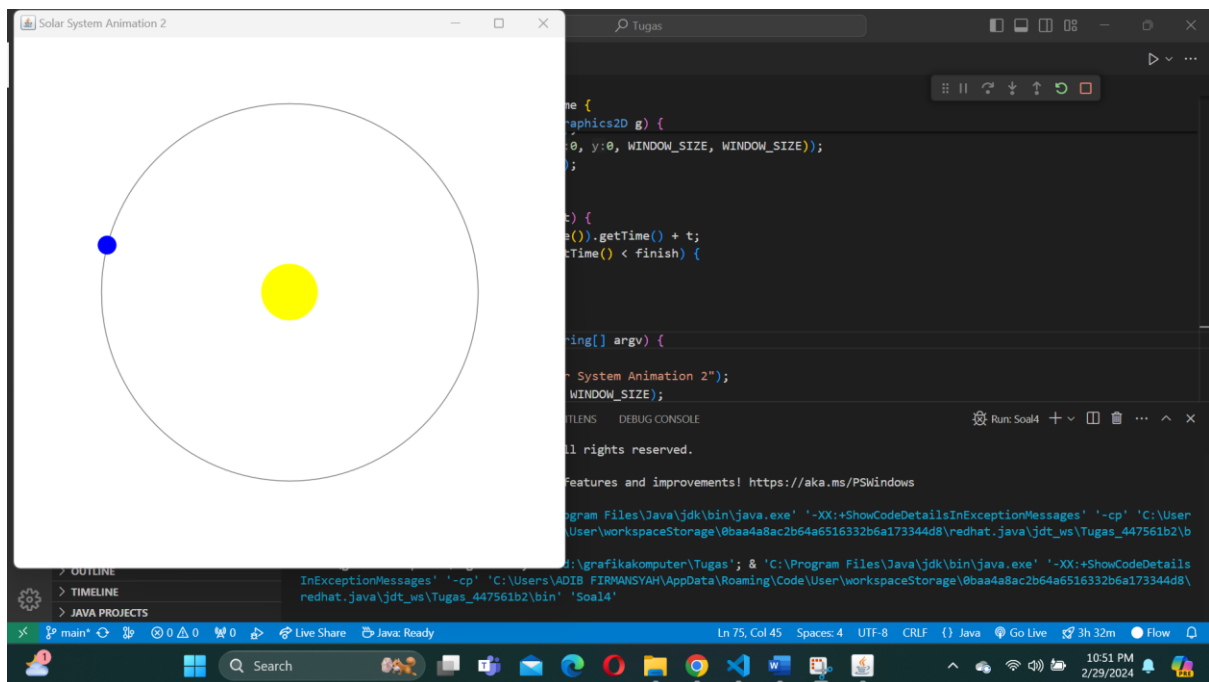 Solar System Animation 2
Tugas
me {
raphics2D g) {
:0, y:0, WINDOW_SIZE, WINDOW_SIZE));
);
t) {
e()).getTime() + t;
tTime() < finish) {
ring[] argv) {
r System Animation 2");
WINDOW_SIZE);
ITLENS DEBUG CONSOLE
Run: Soal4
ll rights reserved.
features and improvements! https://aka.ms/PSWindows
ogram Files\Java\jdk\bin\java.exe' '-XX:+ShowCodeDetailsInExceptionMessages' '-cp' 'C:\User
\User\workspaceStorage\0baa4a8ac2b64a6516332b6a173344d8\redhat.java\jdt_ws\Tugas_447561b2\b
d:\grafikakomputer\Tugas'; & 'C:\Program Files\Java\jdk\bin\java.exe' '-XX:+ShowCodeDetails
InExceptionMessages' '-cp' 'C:\Users\ADIB FIRMANSYAH\AppData\Roaming\Code\User\workspaceStorage\0baa4a8ac2b64a6516332b6a173344d8\
redhat.java\jdt_ws\Tugas_447561b2\bin' 'Soal4'
OUTLINE
TIMELINE
JAVA PROJECTS
main* 0 0 0 Live Share Java: Ready Ln 75, Col 45 Spaces: 4 UTF-8 CRLF {} Java Go Live 3h 32m Flow
1
Search
10:51 PM
2/29/2024
PRE